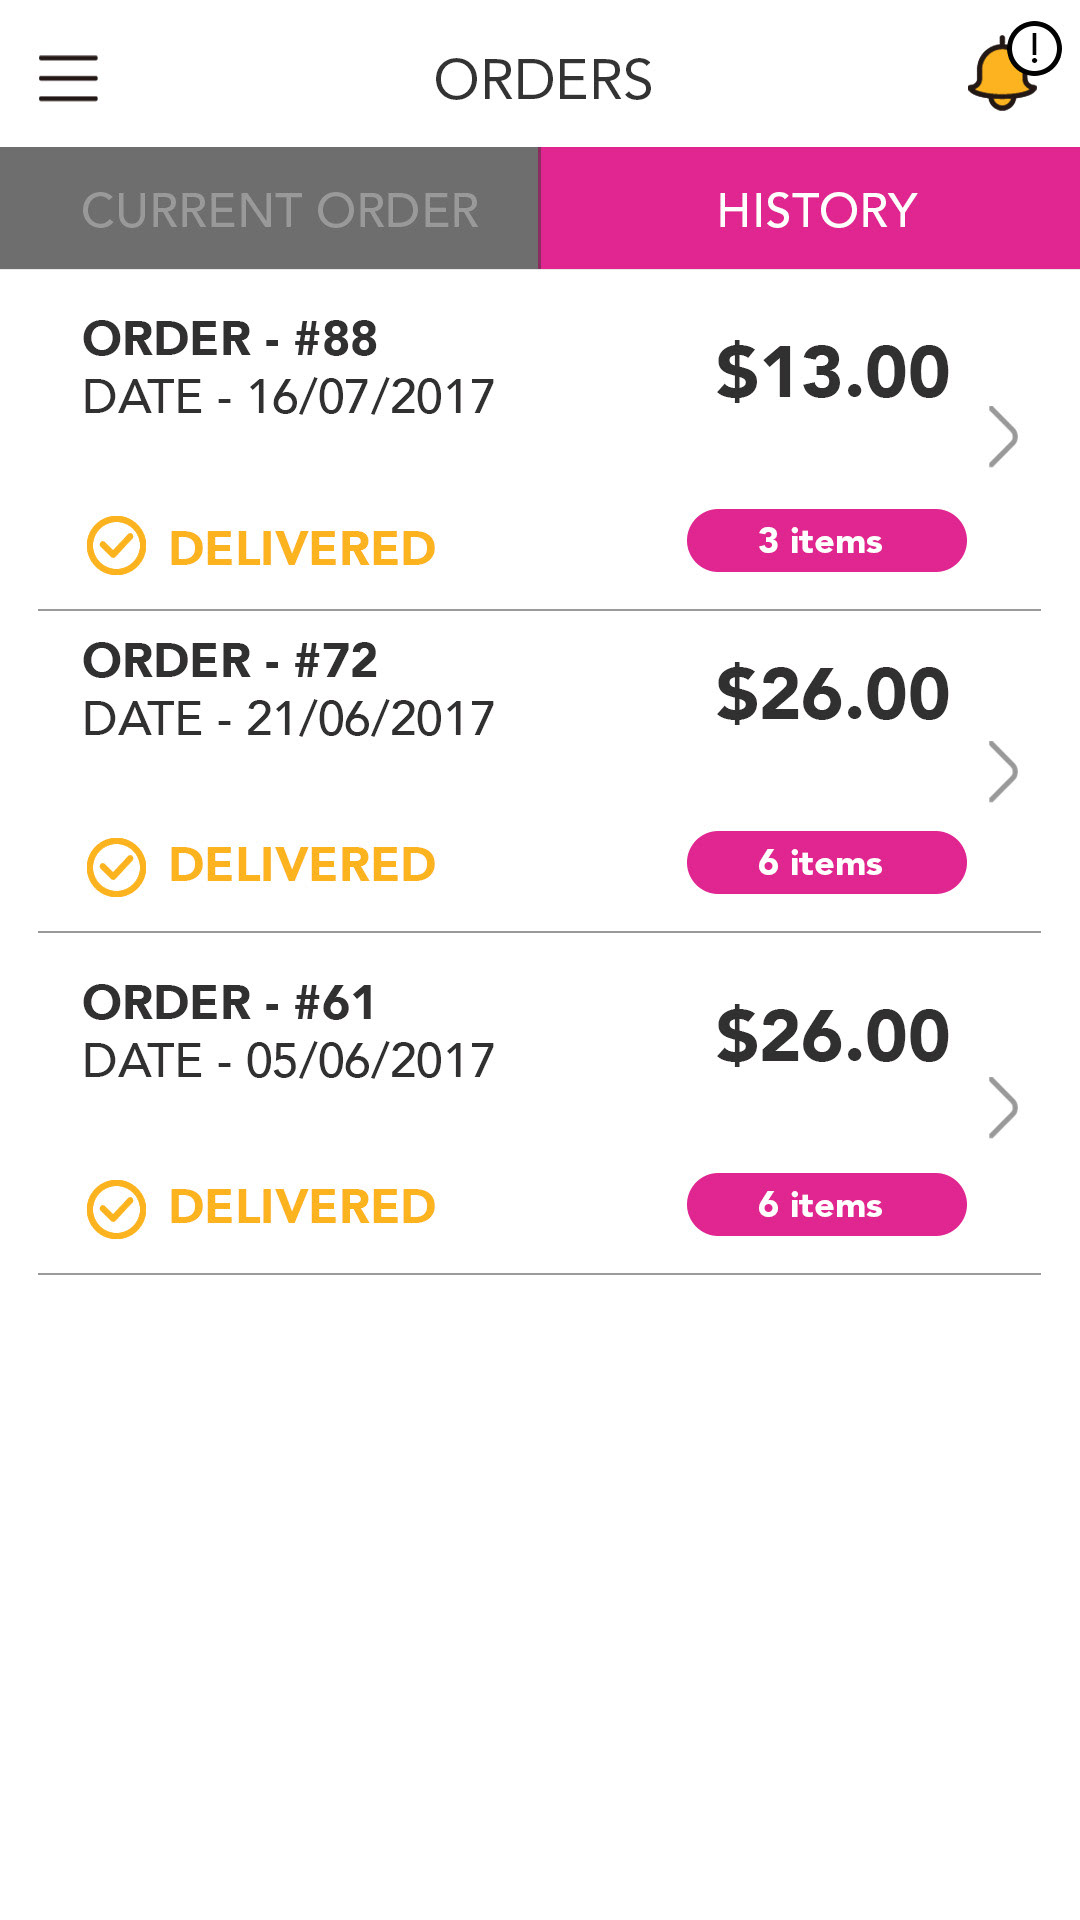 ORDERS
!
CURRENT ORDER
HISTORY
ORDER - #88
DATE - 16/07/2017
$13.00
DELIVERED
3 items
ORDER - #72
DATE - 21/06/2017
$26.00
DELIVERED
6 items
ORDER - #61
DATE - 05/06/2017
$26.00
DELIVERED
6 items